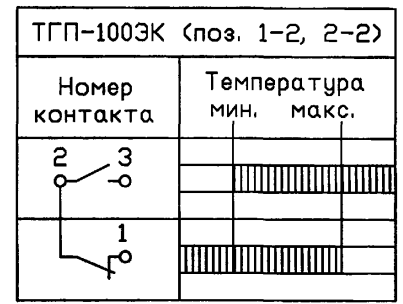 ТГП-100ЭК (поз. 1-2, 2-2)
Номер контакта
Температура
мин. макс.
2 3
1